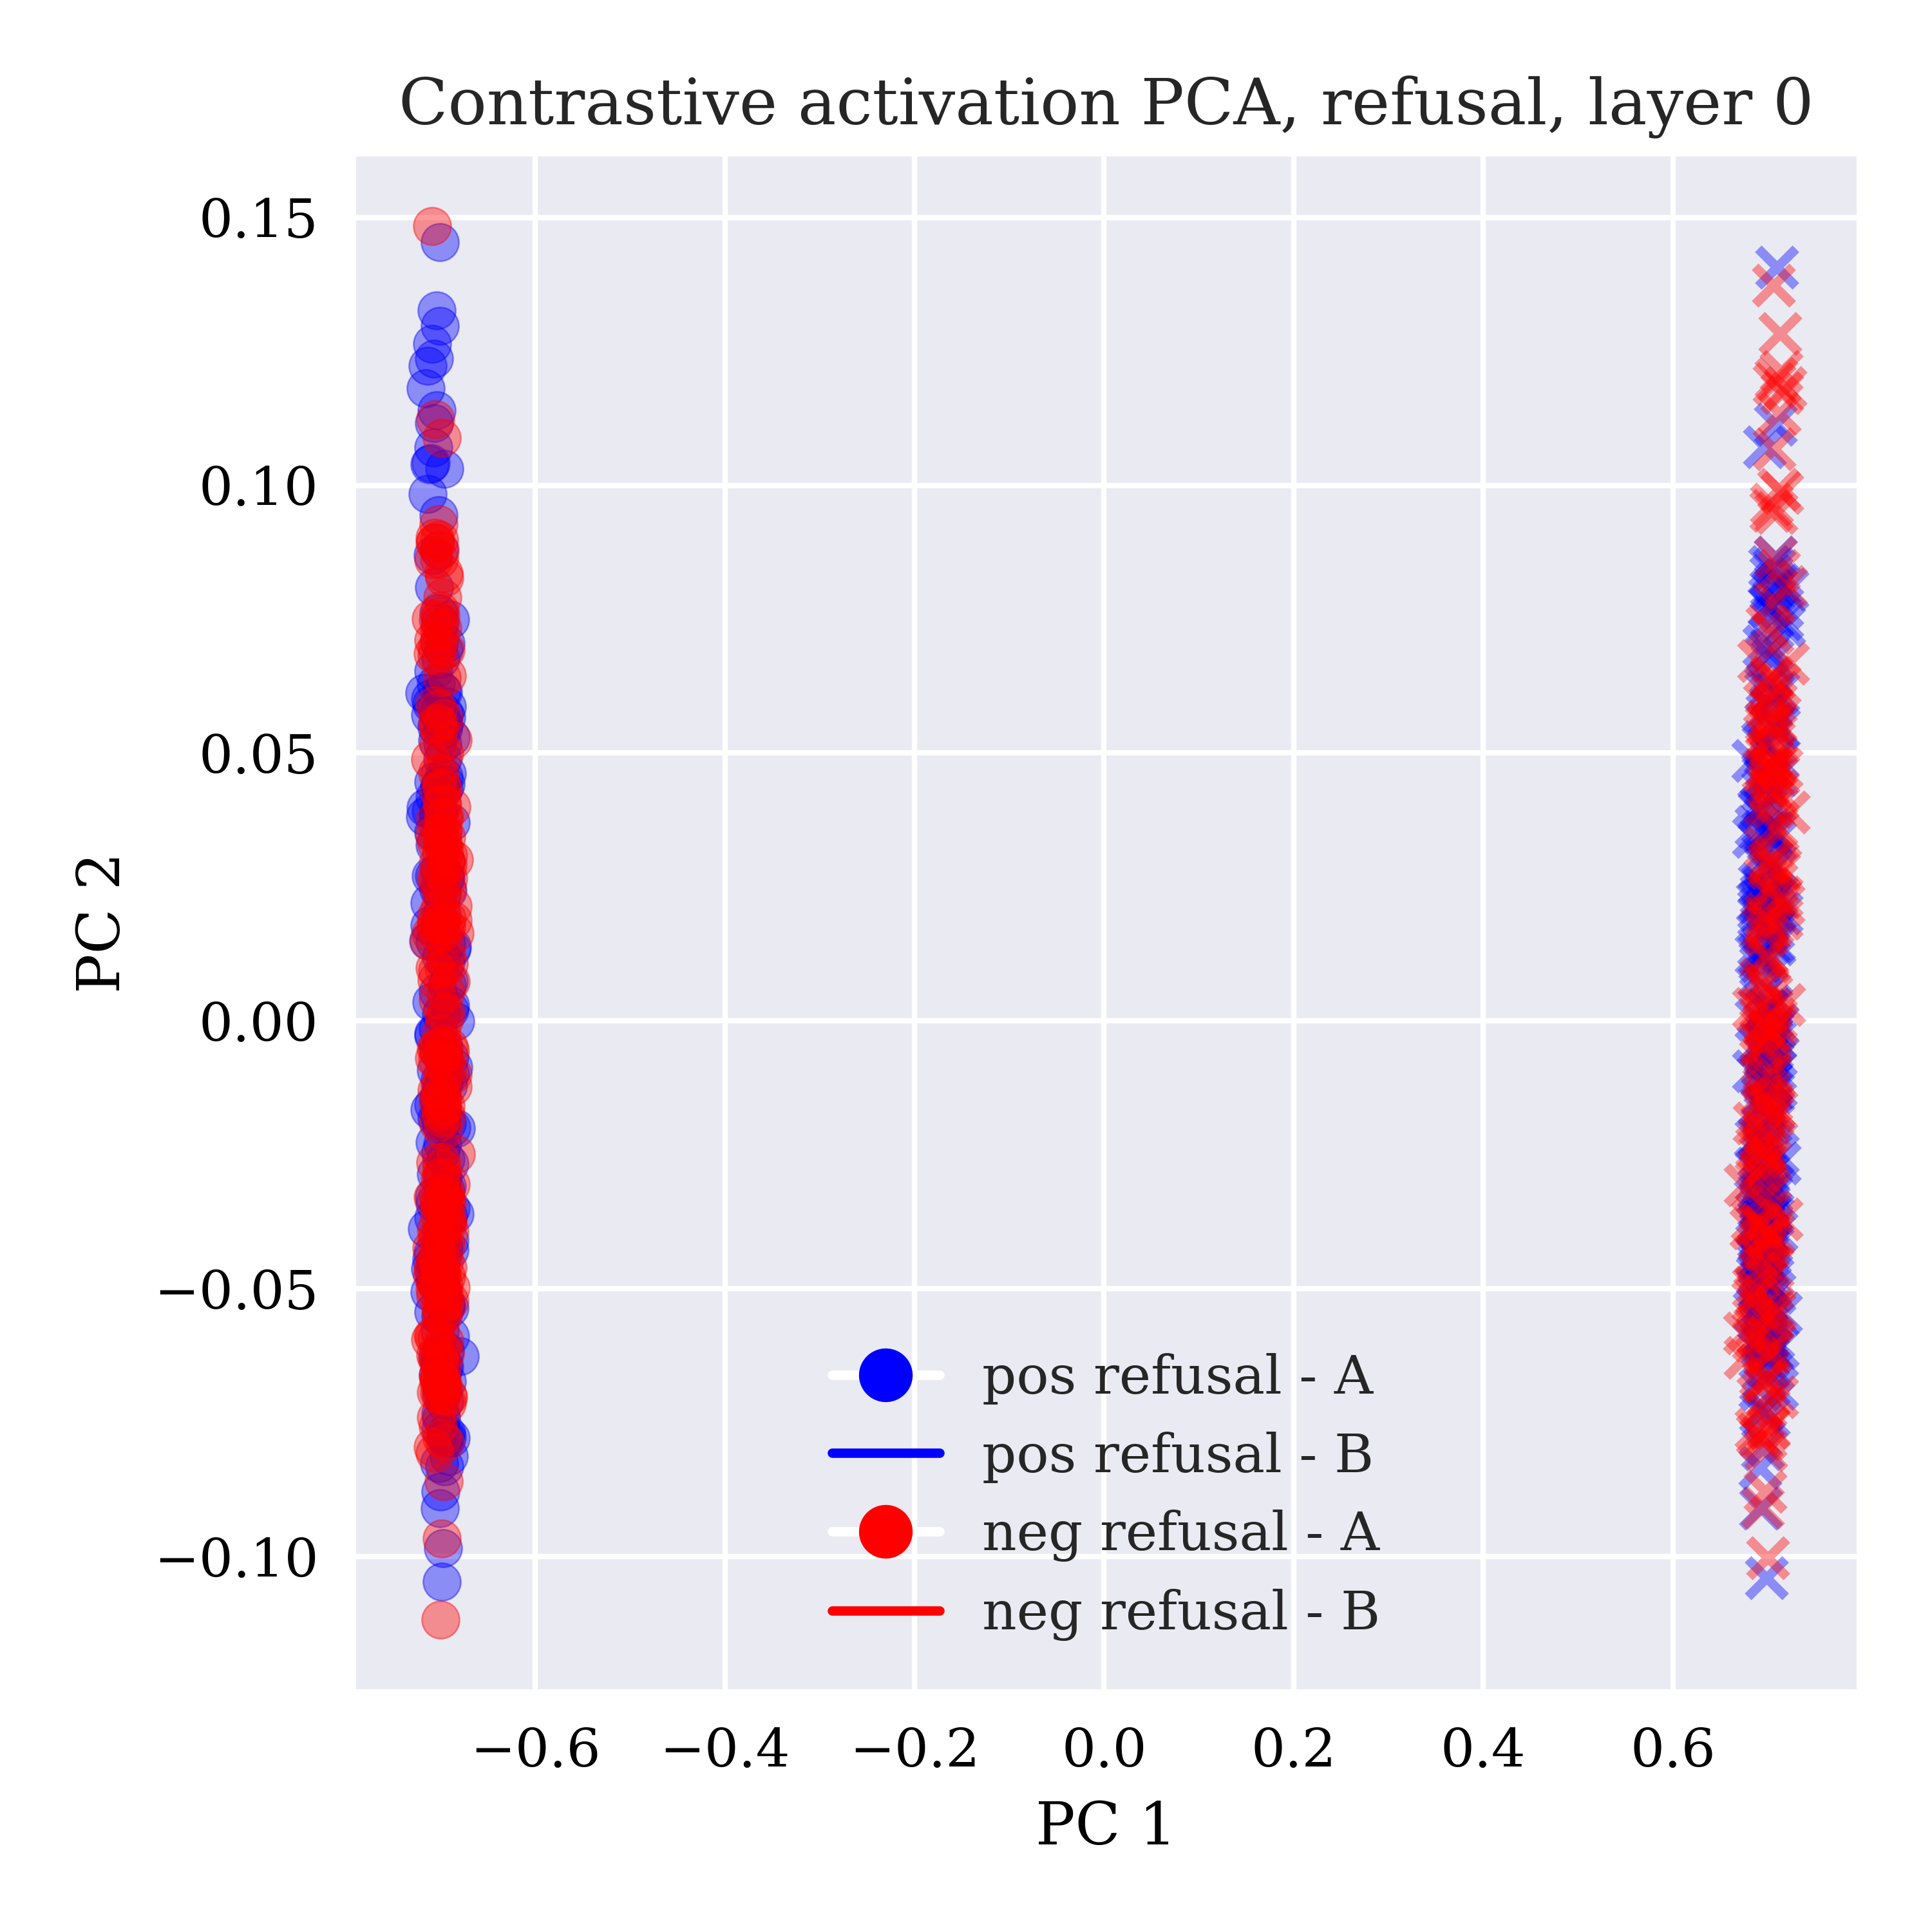 Contrastive activation PCA, refusal, layer 0
0.15
0.10
0.05
0.00
−0.05
−0.10
PC 2
pos refusal - A
pos refusal - B
neg refusal - A
neg refusal - B
−0.6 −0.4 −0.2 0.0 0.2 0.4 0.6
PC 1